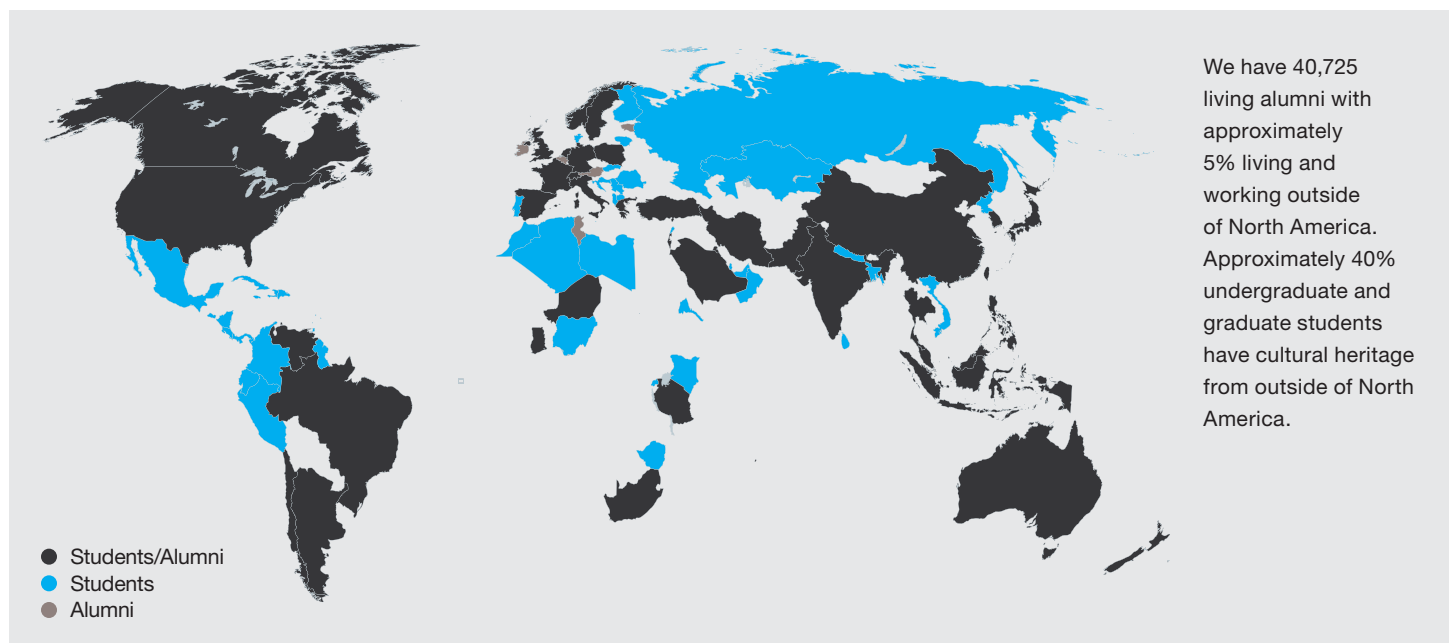 We have 40,725
living alumni with
approximately
5% living and
working outside
of North America.
Approximately 40%
undergraduate and
graduate students
have cultural heritage
from outside of North
America.
Students/Alumni
Students
Alumni